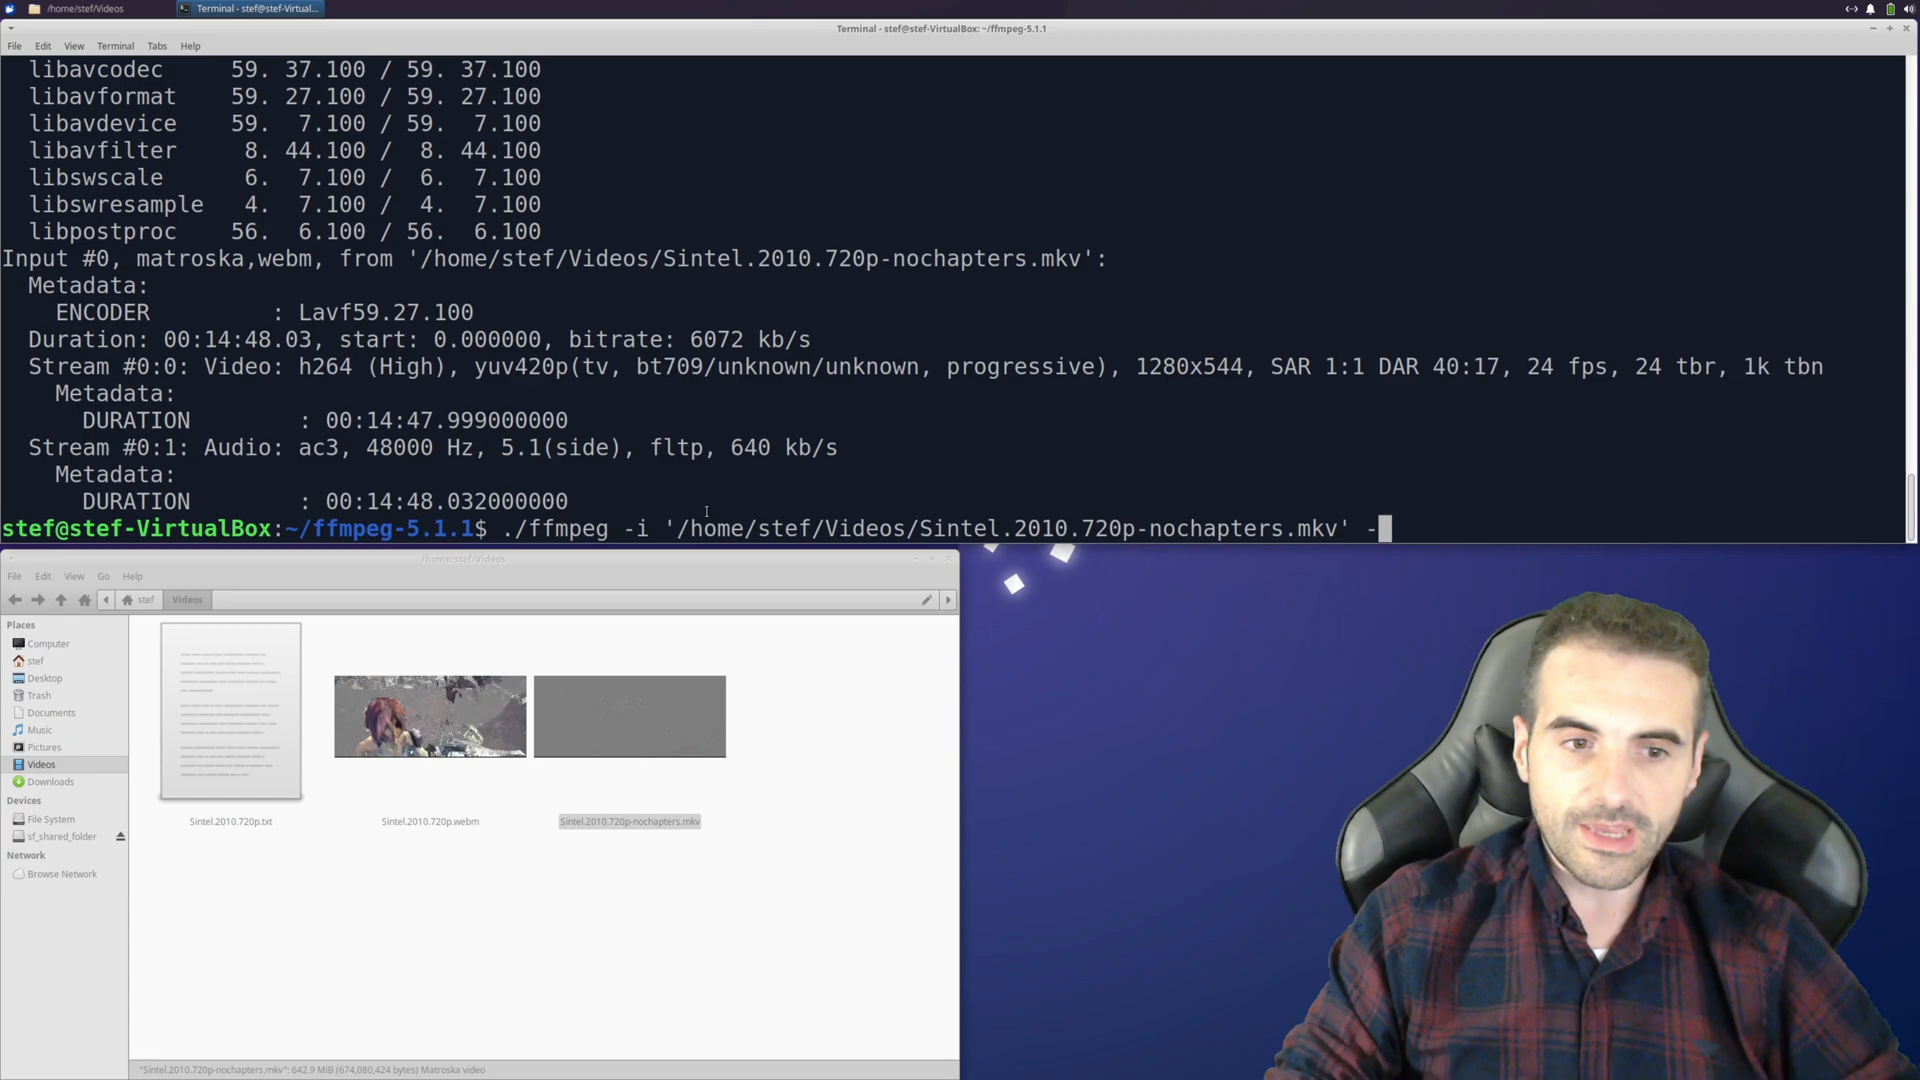 /home/stef/Videos
Terminal - stef@stef-Virtual...
Terminal - stef@stef-VirtualBox: ~/ffmpeg-5.1.1
File Edit View Terminal Tabs Help
libavcodec     59. 37.100 / 59. 37.100
libavformat    59. 27.100 / 59. 27.100
libavdevice    59.  7.100 / 59.  7.100
libavfilter     8. 44.100 /  8. 44.100
libswscale      6.  7.100 /  6.  7.100
libswresample   4.  7.100 /  4.  7.100
libpostproc    56.  6.100 / 56.  6.100
Input #0, matroska,webm, from '/home/stef/Videos/Sintel.2010.720p-nochapters.mkv':
Metadata:
ENCODER         : Lavf59.27.100
Duration: 00:14:48.03, start: 0.000000, bitrate: 6072 kb/s
Stream #0:0: Video: h264 (High), yuv420p(tv, bt709/unknown/unknown, progressive), 1280x544, SAR 1:1 DAR 40:17, 24 fps, 24 tbr, 1k tbn
Metadata:
DURATION        : 00:14:47.999000000
Stream #0:1: Audio: ac3, 48000 Hz, 5.1(side), fltp, 640 kb/s
Metadata:
DURATION        : 00:14:48.032000000
stef@stef-VirtualBox:~/ffmpeg-5.1.1$ ./ffmpeg -i '/home/stef/Videos/Sintel.2010.720p-nochapters.mkv' -
/home/stef/Videos
File Edit View Go Help
stef Videos
Places
Computer
stef
Desktop
Trash
Documents
Music
Pictures
Videos
Downloads
Devices
File System
sf_shared_folder
Network
Browse Network
Sintel.2010.720p.txt
Sintel.2010.720p.webm
Sintel.2010.720p-nochapters.mkv
"Sintel.2010.720p-nochapters.mkv": 642.9 MiB (674,080,424 bytes) Matroska video